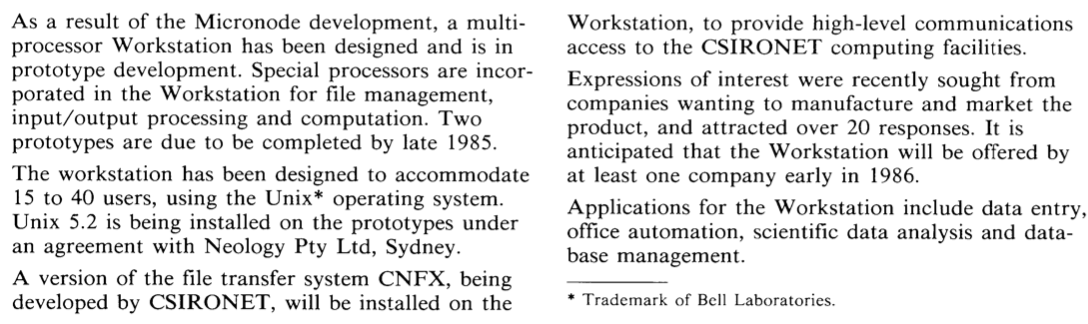 As a result of the Micronode development, a multi-
processor Workstation has been designed and is in
prototype development. Special processors are incor-
porated in the Workstation for file management,
input/output processing and computation. Two
prototypes are due to be completed by late 1985.
The workstation has been designed to accommodate
15 to 40 users, using the Unix* operating system.
Unix 5.2 is being installed on the prototypes under
an agreement with Neology Pty Ltd, Sydney.
A version of the file transfer system CNFX, being
developed by CSIRONET, will be installed on the
Workstation, to provide high-level communications
access to the CSIRONET computing facilities.
Expressions of interest were recently sought from
companies wanting to manufacture and market the
product, and attracted over 20 responses. It is
anticipated that the Workstation will be offered by
at least one company early in 1986.
Applications for the Workstation include data entry,
office automation, scientific data analysis and data-
base management.
* Trademark of Bell Laboratories.